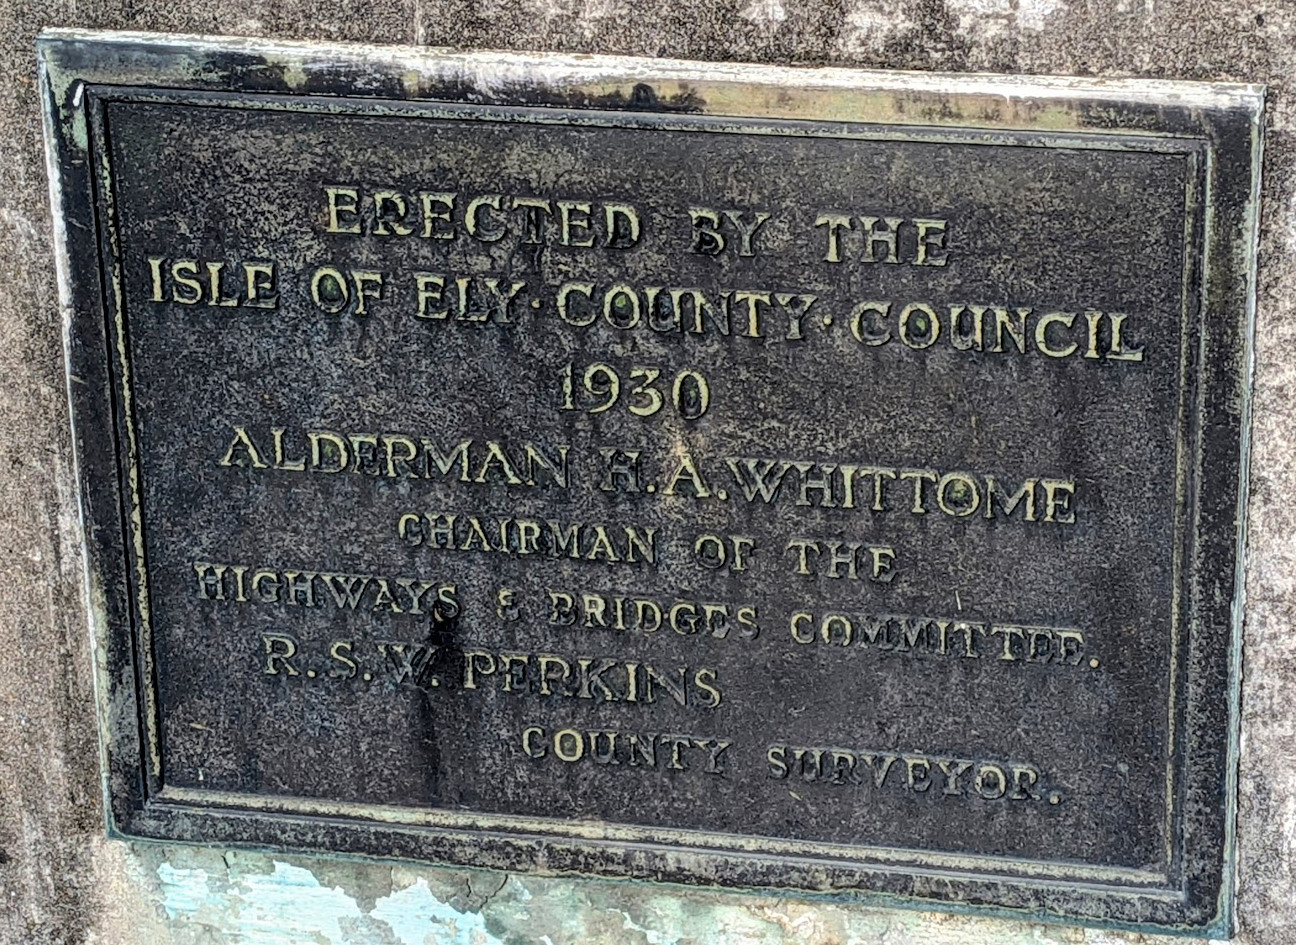 ERECTED BY THE
ISLE OF ELY · COUNTY · COUNCIL
1930
ALDERMAN H.A.WHITTOME
CHAIRMAN OF THE
HIGHWAYS & BRIDGES COMMITTEE.
R.S.W. PERKINS
COUNTY SURVEYOR.